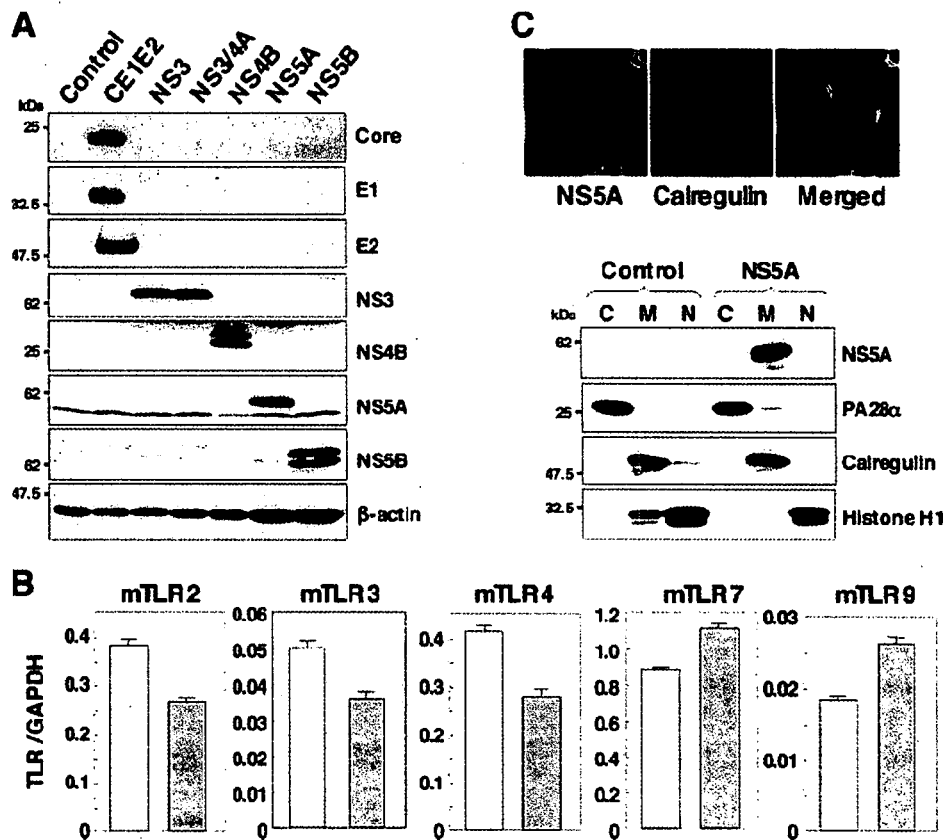 A
Control
CE1E2
NS3
NS3/4A
NS4B
NS5A
NS5B
kDa
25
Core
E1
32.5
E2
47.5
NS3
62
NS4B
25
62
NS5A
NS5B
62
47.5
β-actin
C
NS5A Calregulin Merged
Control NS5A
kDa C M N C M N
62
NS5A
25
PA28α
Calregulin
47.5
32.5
Histone H1
B
TLR/GAPDH
mTLR2
0.4
0.3
0.2
0.1
0
mTLR3
0.06
0.05
0.04
0.03
0.02
0.01
0
mTLR4
0.4
0.3
0.2
0.1
0
mTLR7
1.2
1.0
0.8
0.6
0.4
0.2
0
mTLR9
0.03
0.02
0.01
0